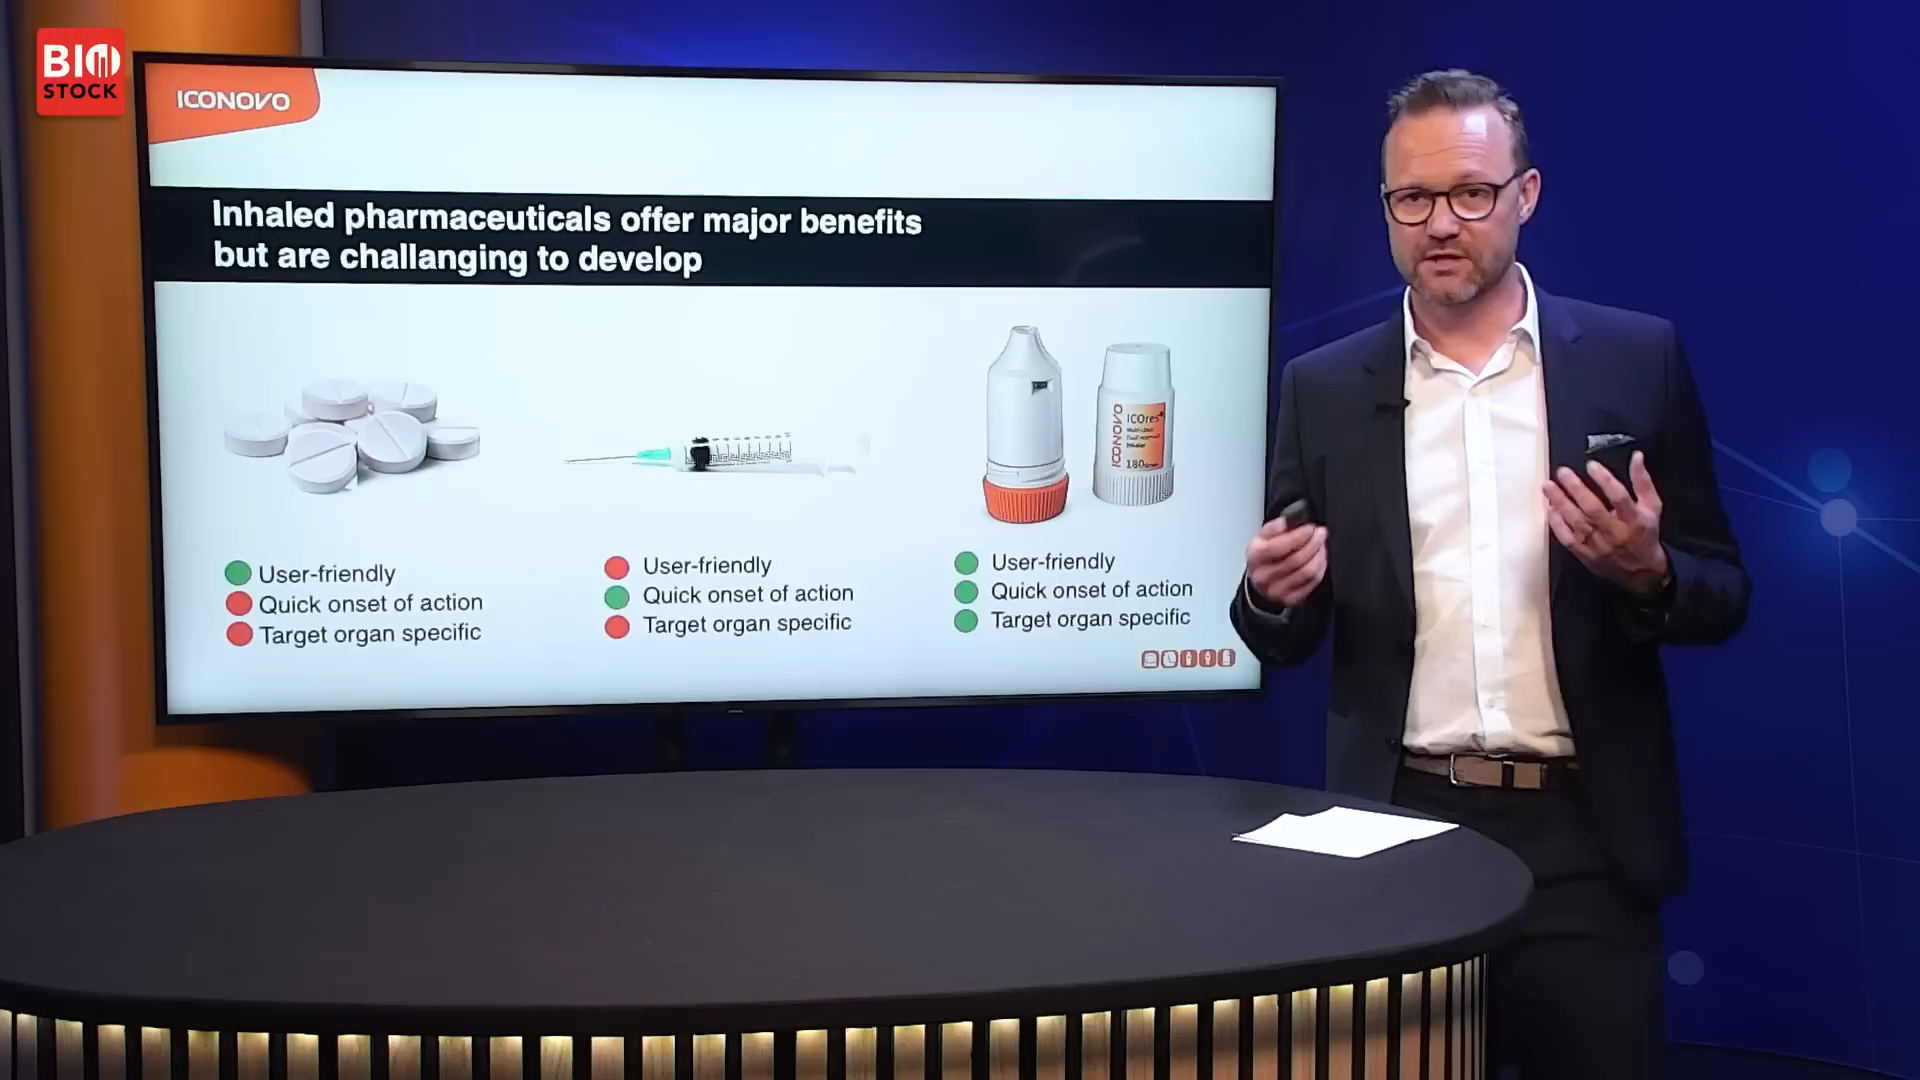 BIO
STOCK
ICONOVO
Inhaled pharmaceuticals offer major benefits
but are challanging to develop
ICONOVO
ICOres
180
User-friendly
Quick onset of action
Target organ specific
User-friendly
Quick onset of action
Target organ specific
User-friendly
Quick onset of action
Target organ specific